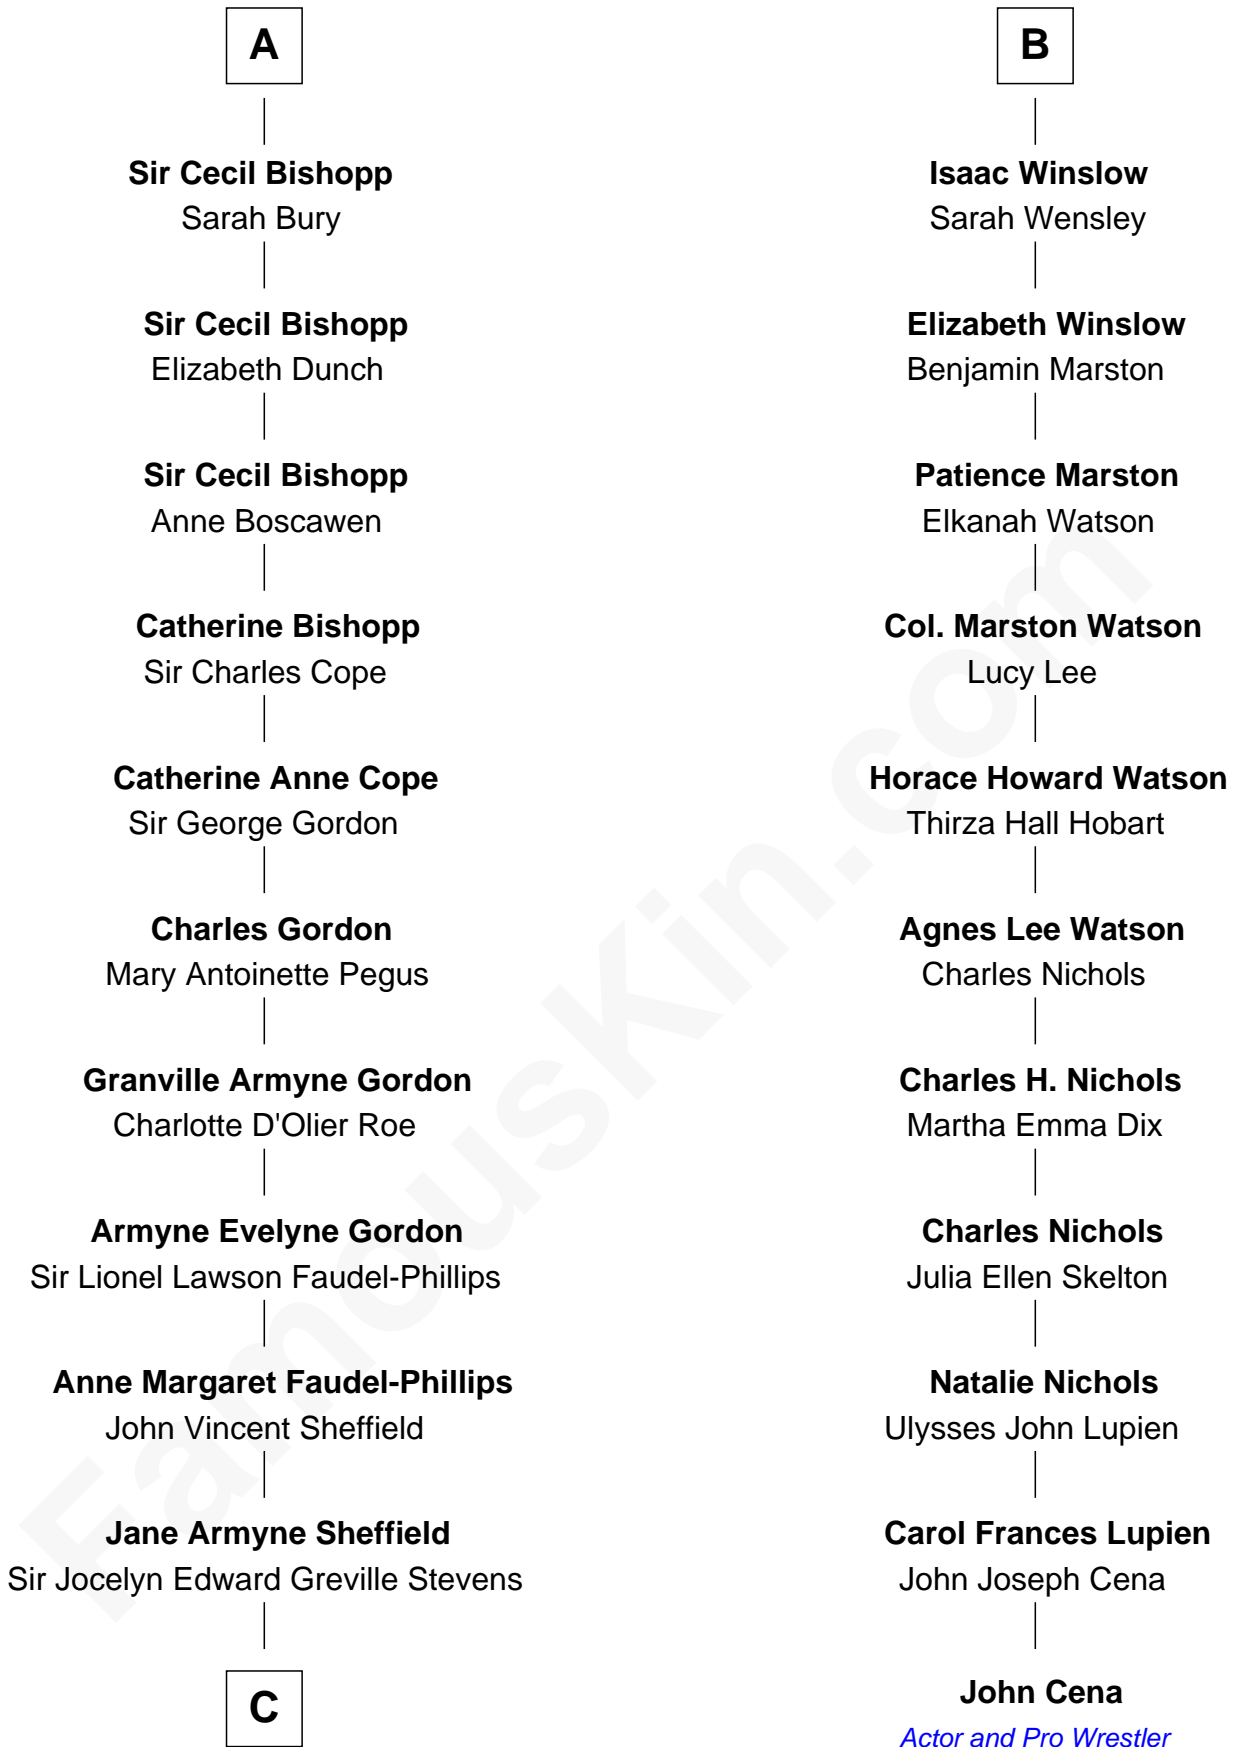 A
Sir Cecil Bishopp
Sarah Bury
Sir Cecil Bishopp
Elizabeth Dunch
Sir Cecil Bishopp
Anne Boscawen
Catherine Bishopp
Sir Charles Cope
Catherine Anne Cope
Sir George Gordon
Charles Gordon
Mary Antoinette Pegus
Granville Armyne Gordon
Charlotte D'Olier Roe
Armyne Evelyne Gordon
Sir Lionel Lawson Faudel-Phillips
Anne Margaret Faudel-Phillips
John Vincent Sheffield
Jane Armyne Sheffield
Sir Jocelyn Edward Greville Stevens
C
B
Isaac Winslow
Sarah Wensley
Elizabeth Winslow
Benjamin Marston
Patience Marston
Elkanah Watson
Col. Marston Watson
Lucy Lee
Horace Howard Watson
Thirza Hall Hobart
Agnes Lee Watson
Charles Nichols
Charles H. Nichols
Martha Emma Dix
Charles Nichols
Julia Ellen Skelton
Natalie Nichols
Ulysses John Lupien
Carol Frances Lupien
John Joseph Cena
John Cena
Actor and Pro Wrestler
FamousKin.com